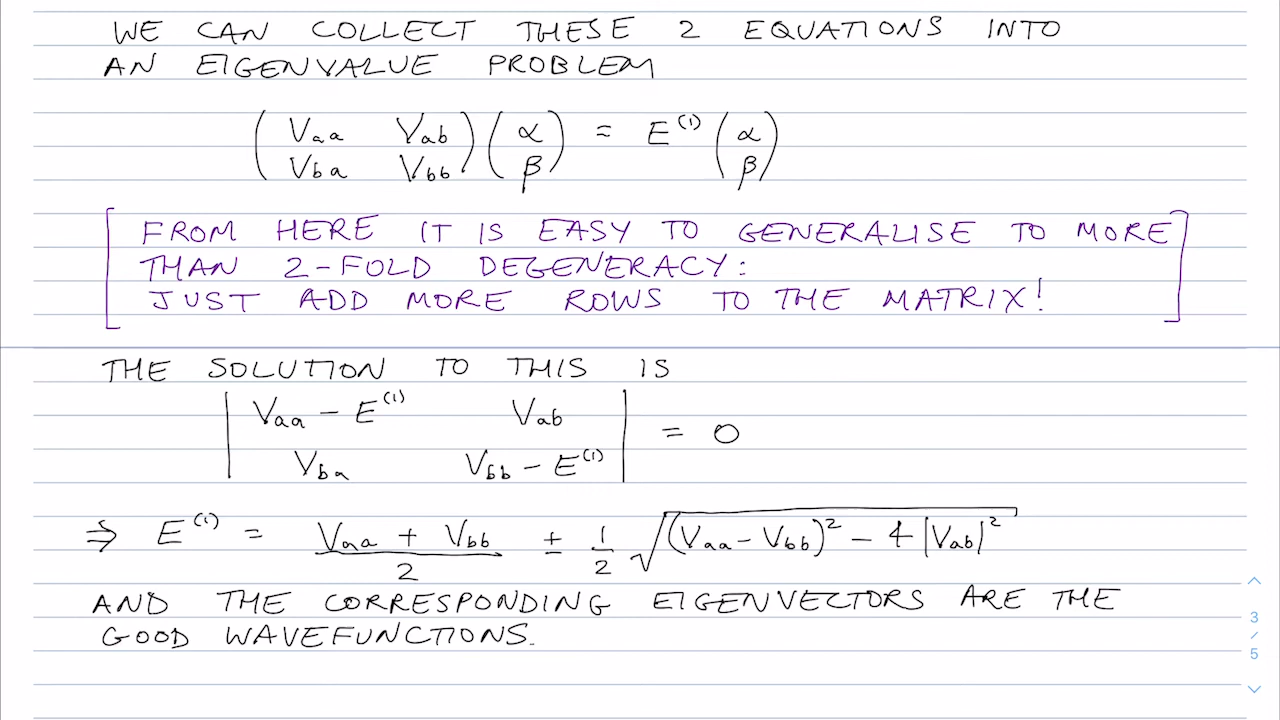 WE CAN COLLECT THESE 2 EQUATIONS INTO
AN EIGENVALUE PROBLEM
( Vaa Vab ) ( α ) = E⁽¹⁾ ( α )
( Vba Vbb ) ( β ) ( β )
[ FROM HERE IT IS EASY TO GENERALISE TO MORE
THAN 2-FOLD DEGENERACY:
JUST ADD MORE ROWS TO THE MATRIX! ]
THE SOLUTION TO THIS IS
| Vaa - E⁽¹⁾ Vab |
| Vba Vbb - E⁽¹⁾ | = 0
⇒ E⁽¹⁾ = (Vaa + Vbb)/2 ± 1/2 √((Vaa - Vbb)² - 4|Vab|²)
AND THE CORRESPONDING EIGENVECTORS ARE THE
GOOD WAVEFUNCTIONS.
3
/
5